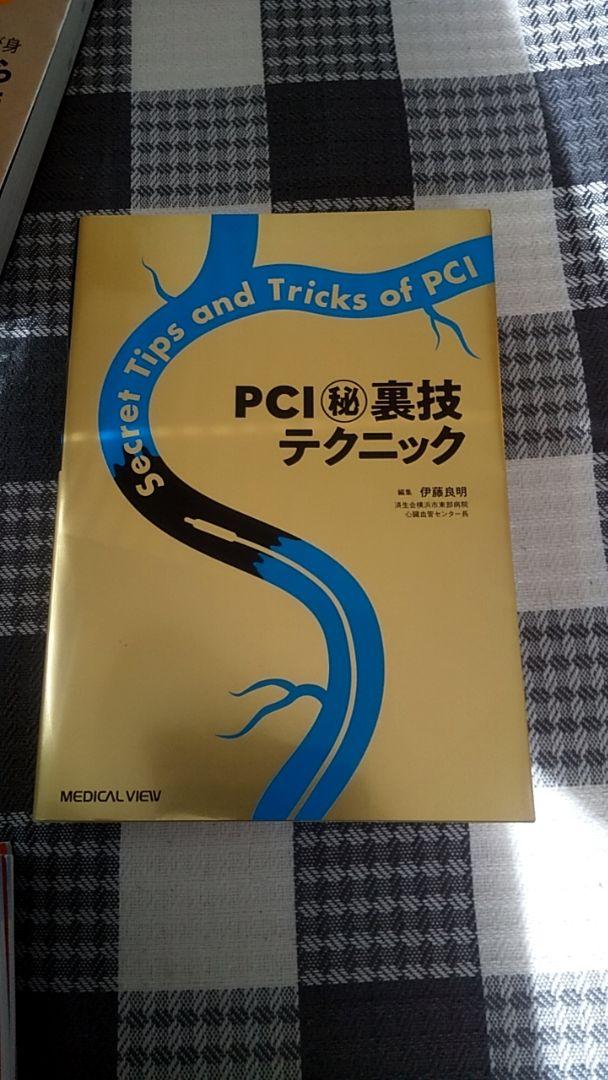 Secret Tips and Tricks of PCI
PCI㊙裏技
テクニック
編集 伊藤良明
済生会横浜市東部病院
心臓血管センター長
MEDICAL VIEW
身